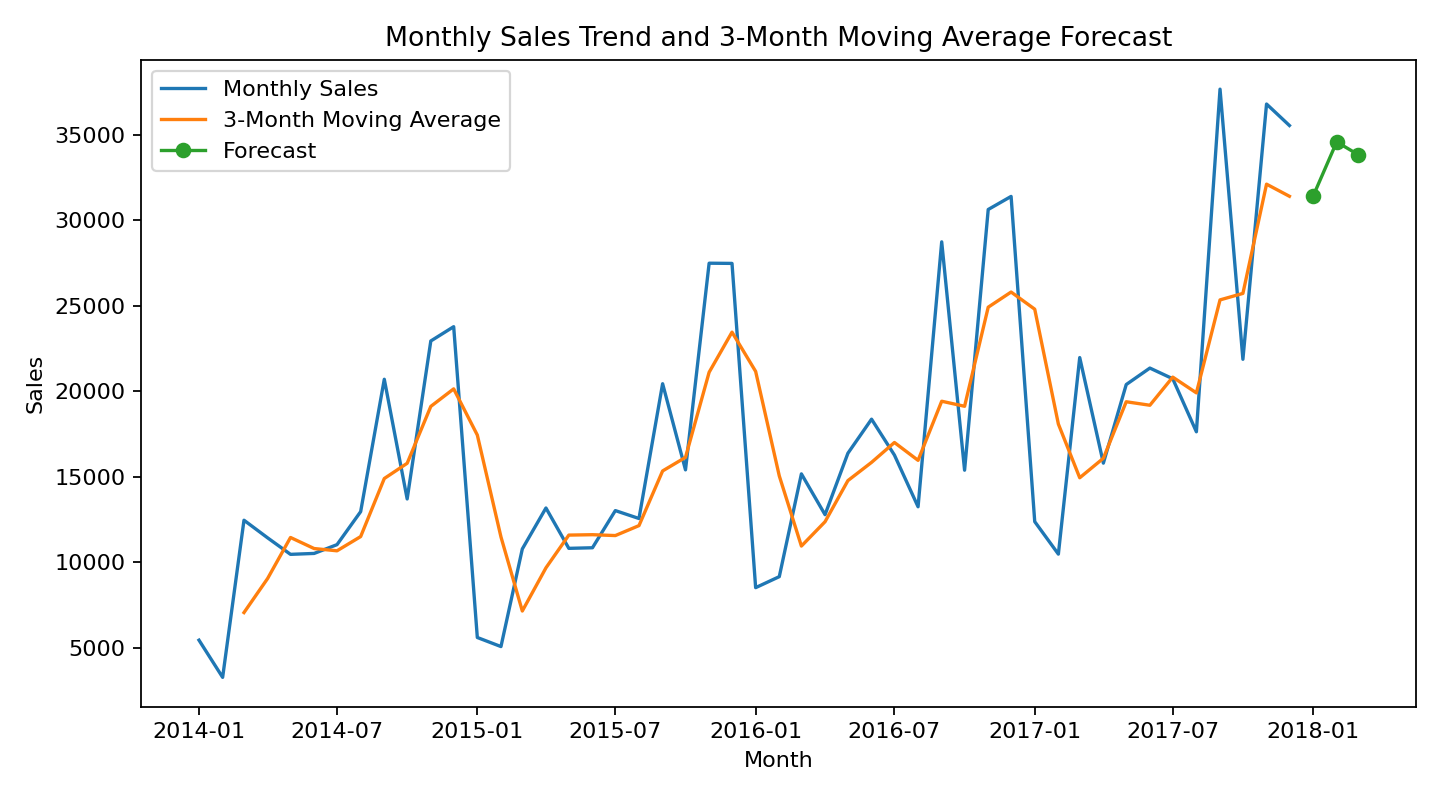 Monthly Sales Trend and 3-Month Moving Average Forecast
Monthly Sales
3-Month Moving Average
Forecast
35000
30000
25000
20000
15000
10000
5000
Sales
2014-01 2014-07 2015-01 2015-07 2016-01 2016-07 2017-01 2017-07 2018-01
Month